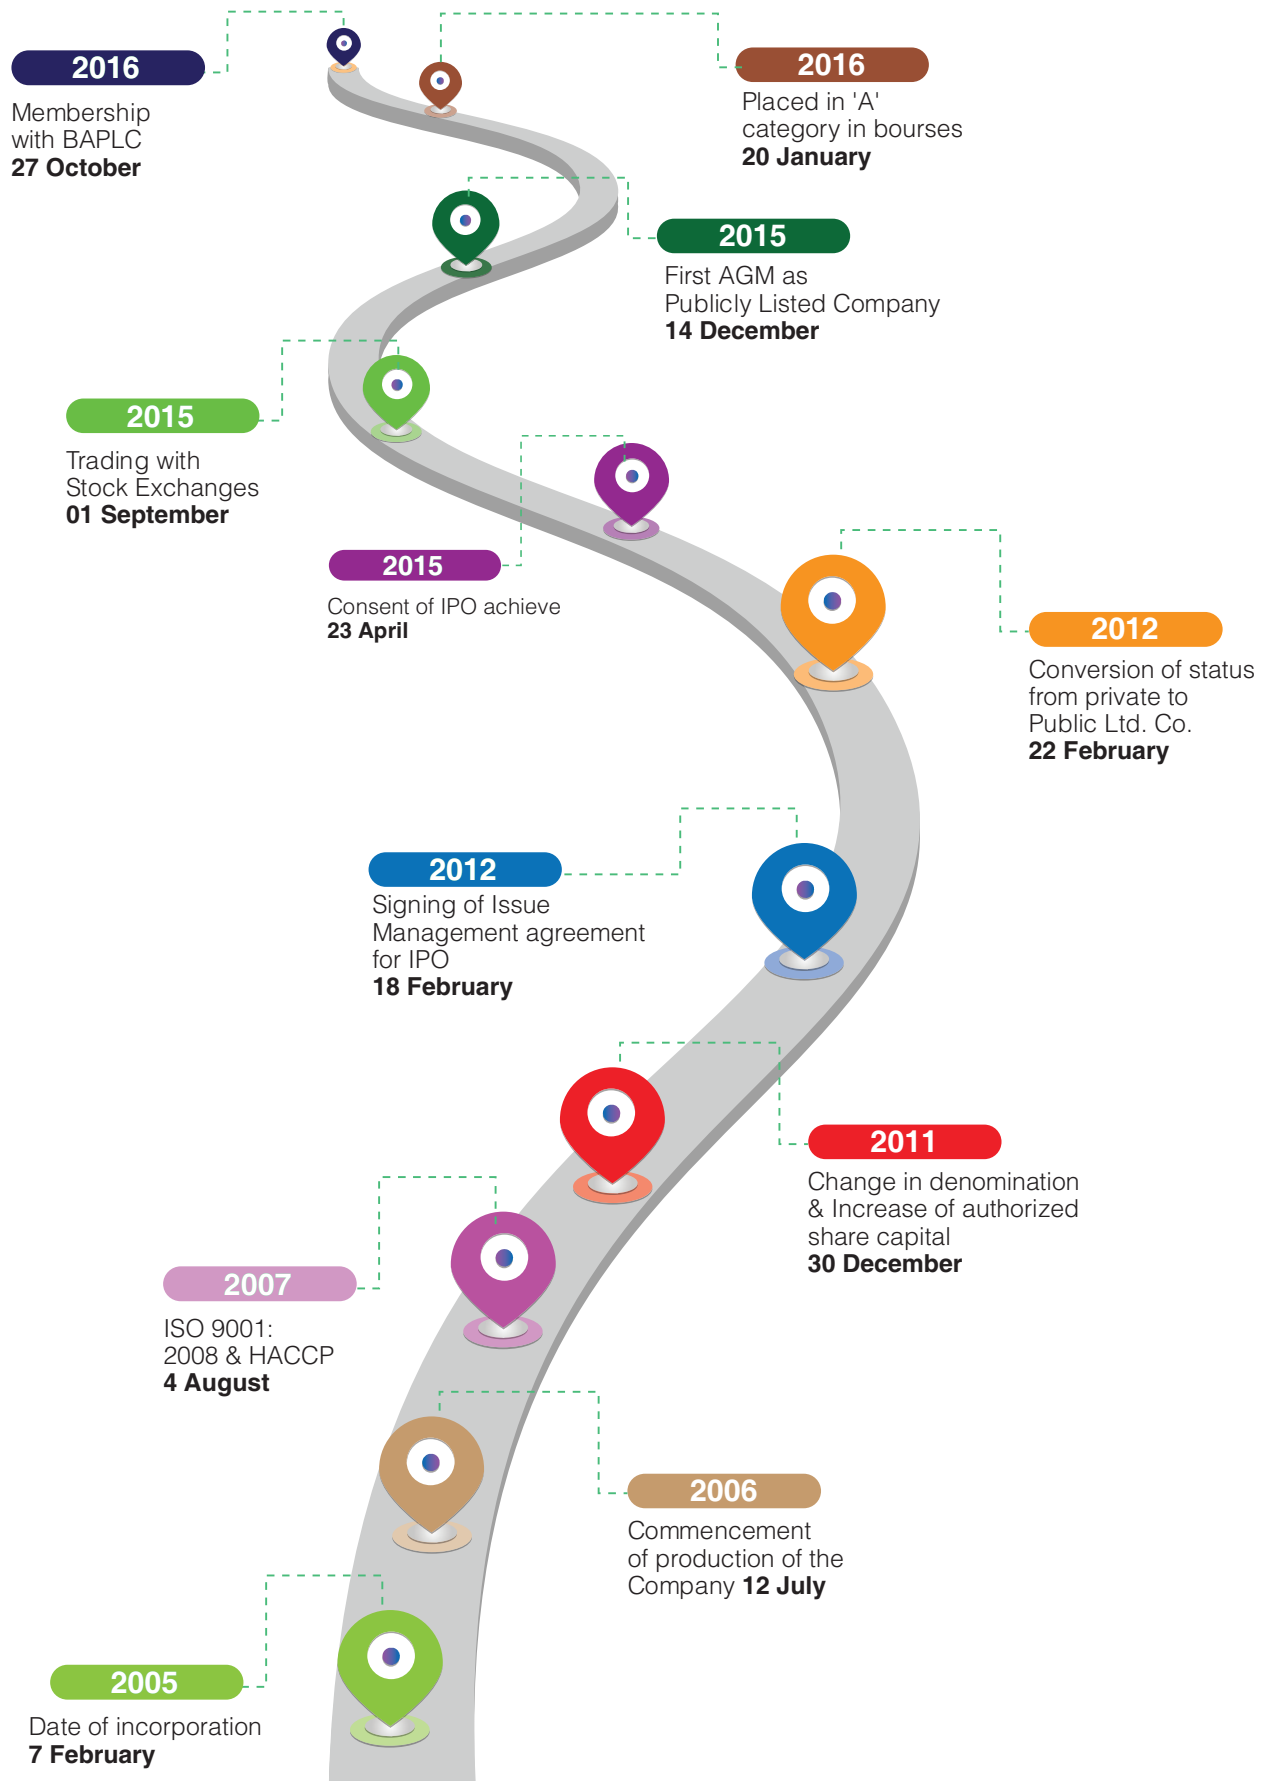 2016
Membership
with BAPLC
27 October
2016
Placed in 'A'
category in bourses
20 January
2015
First AGM as
Publicly Listed Company
14 December
2015
Trading with
Stock Exchanges
01 September
2015
Consent of IPO achieve
23 April
2012
Conversion of status
from private to
Public Ltd. Co.
22 February
2012
Signing of Issue
Management agreement
for IPO
18 February
2011
Change in denomination
& Increase of authorized
share capital
30 December
2007
ISO 9001:
2008 & HACCP
4 August
2006
Commencement
of production of the
Company 12 July
2005
Date of incorporation
7 February